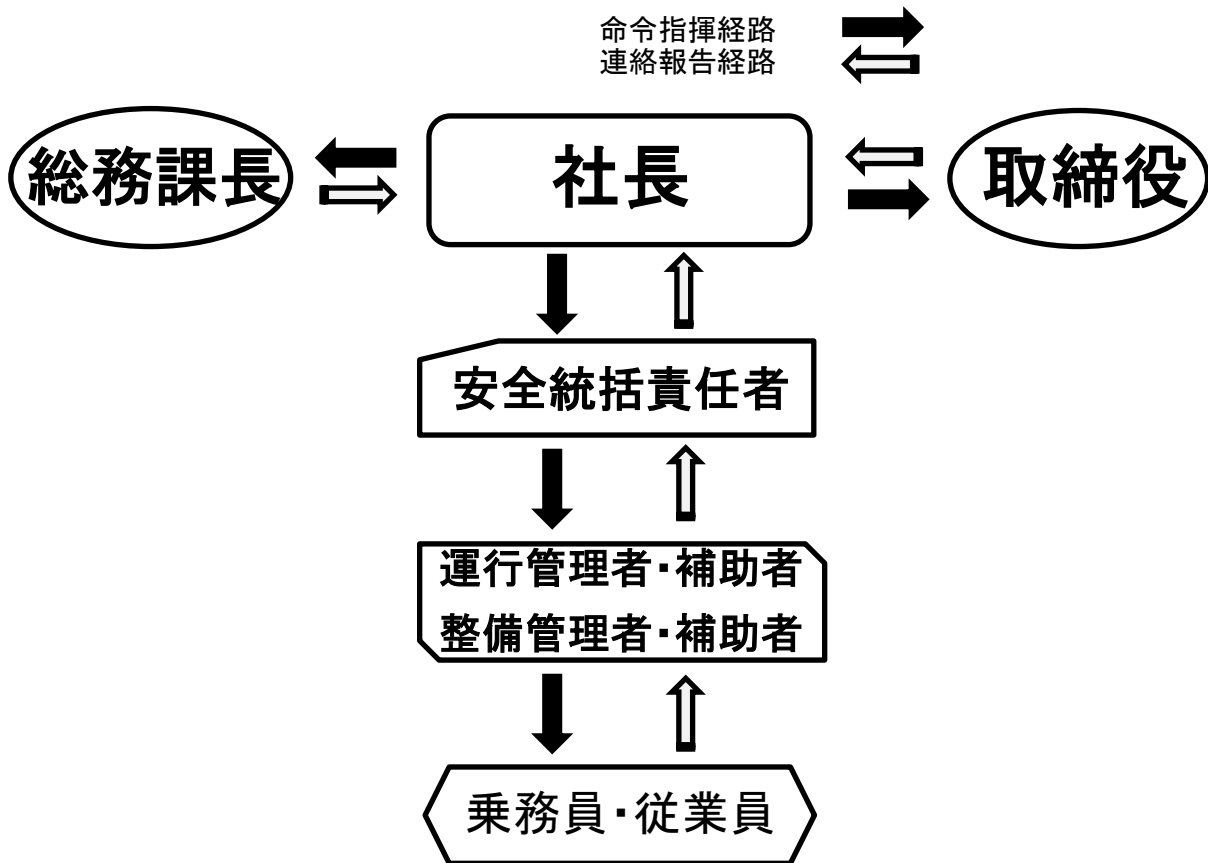 命令指揮経路
連絡報告経路
総務課長
社長
取締役
安全統括責任者
運行管理者・補助者
整備管理者・補助者
乗務員・従業員